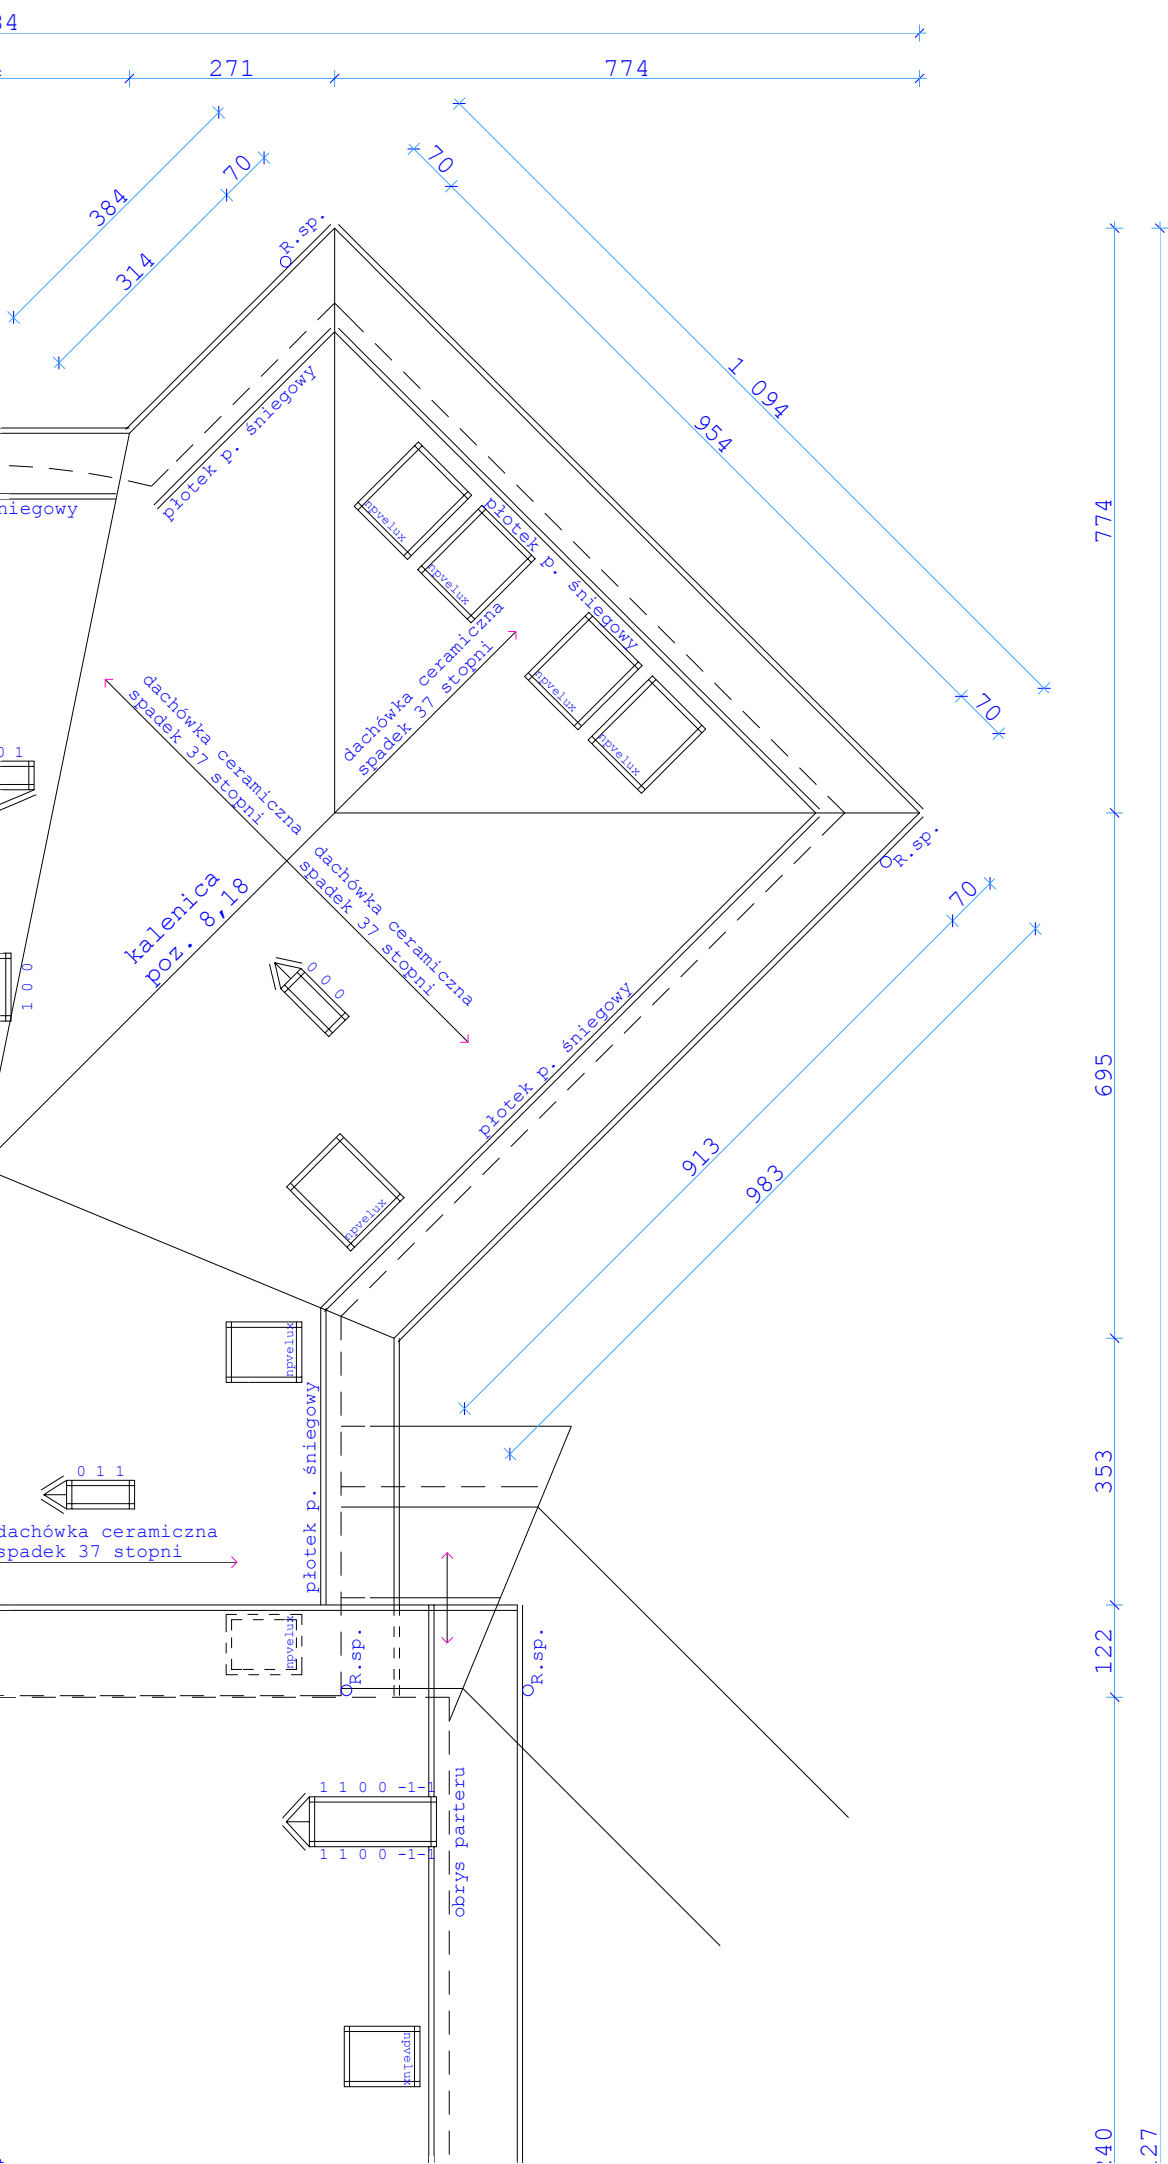 271
774
384
314
70
70
1 094
954
R.sp.
płotek p. śniegowy
płotek p. śniegowy
npvelux
npvelux
npvelux
npvelux
774
dachówka ceramiczna
spadek 37 stopni
dachówka ceramiczna
spadek 37 stopni
70
R.sp.
70
dachówka ceramiczna
spadek 37 stopni
kalenica
poz. 8,18
0 0 0
1 0 0
płotek p. śniegowy
695
913
983
npvelux
npvelux
płotek p. śniegowy
353
0 1 1
dachówka ceramiczna
spadek 37 stopni
npvelux
R.sp.
R.sp.
122
1 1 0 0 -1-1
1 1 0 0 -1-1
obrys parteru
npvelux